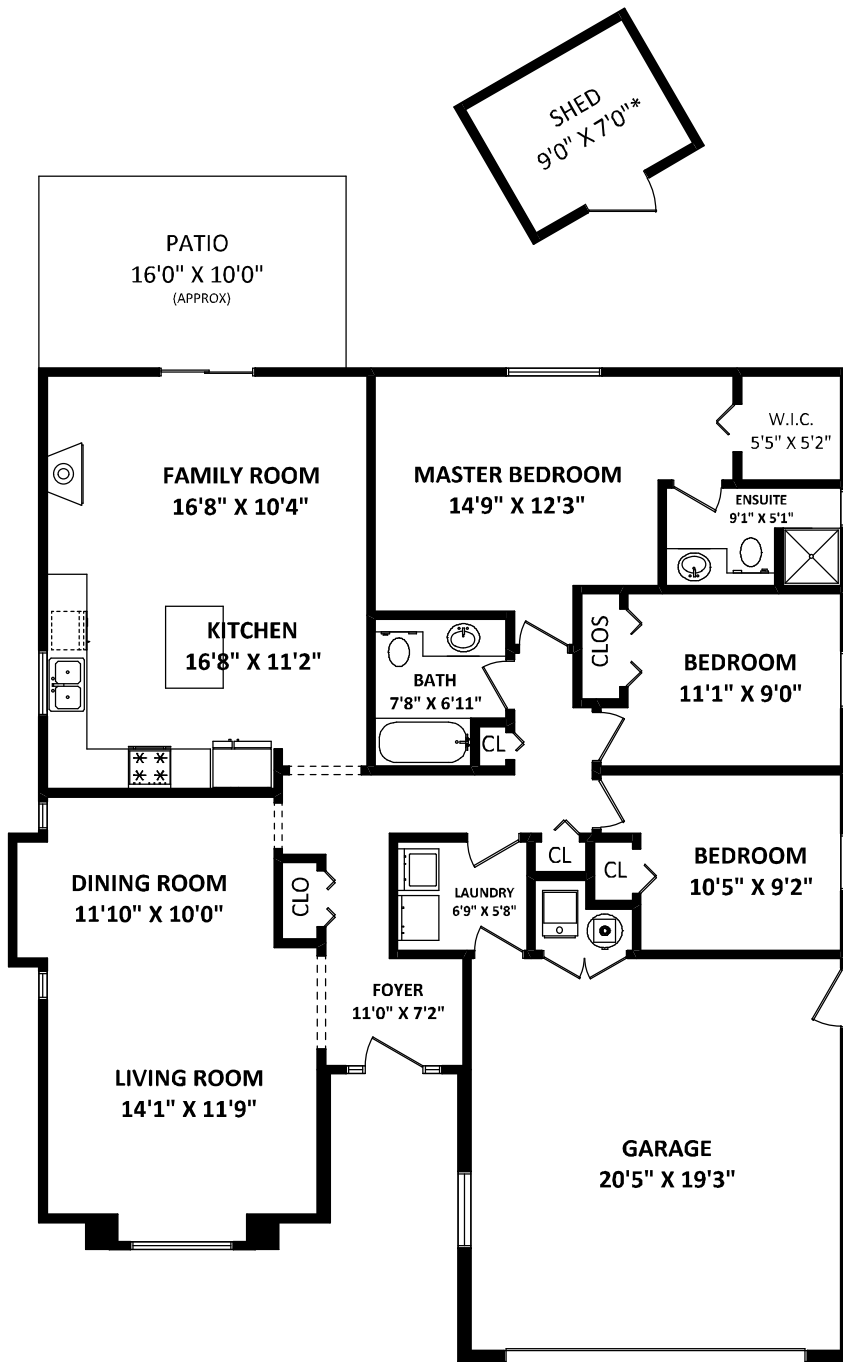 SHED
9'0" X 7'0"*
PATIO
16'0" X 10'0"
(APPROX)
FAMILY ROOM
16'8" X 10'4"
MASTER BEDROOM
14'9" X 12'3"
W.I.C.
5'5" X 5'2"
ENSUITE
9'1" X 5'1"
KITCHEN
16'8" X 11'2"
BATH
7'8" X 6'11"
CLOS
BEDROOM
11'1" X 9'0"
CL
DINING ROOM
11'10" X 10'0"
CLO
LAUNDRY
6'9" X 5'8"
CL
CL
BEDROOM
10'5" X 9'2"
FOYER
11'0" X 7'2"
LIVING ROOM
14'1" X 11'9"
GARAGE
20'5" X 19'3"